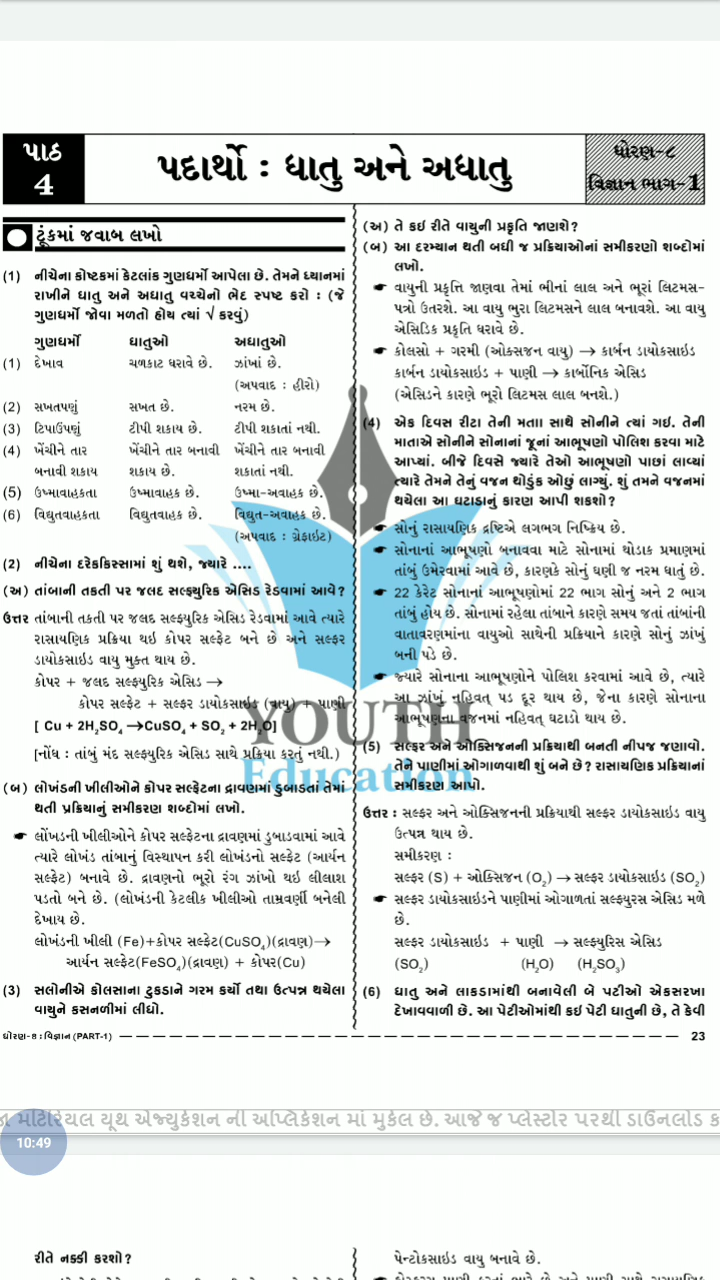 પાઠ
4
પદાર્થો : ધાતુ અને અધાતુ
ધોરણ-૮
વિજ્ઞાન ભાગ-1
ટૂંકમાં જવાબ લખો
(1) નીચેના કોષ્ટકમાં કેટલાંક ગુણધર્મો આપેલા છે. તેમને ધ્યાનમાં
રાખીને ધાતુ અને અધાતુ વચ્ચેનો ભેદ સ્પષ્ટ કરો : (જે
ગુણધર્મો જોવા મળતો હોય ત્યાં √ કરવું)
ગુણધર્મો ધાતુઓ અધાતુઓ
(1) દેખાવ ચળકાટ ધરાવે છે. ઝાંખાં છે.
(અપવાદ : હીરો)
(2) સખતપણું સખત છે. નરમ છે.
(3) ટિપાઉપણું ટીપી શકાય છે. ટીપી શકાતાં નથી.
(4) ખેંચીને તાર ખેંચીને તાર બનાવી ખેંચીને તાર બનાવી
બનાવી શકાય શકાય છે. શકાતાં નથી.
(5) ઉષ્માવાહકતા ઉષ્માવાહક છે. ઉષ્મા-અવાહક છે.
(6) વિદ્યુતવાહકતા વિદ્યુતવાહક છે. વિદ્યુત-અવાહક છે.
(અપવાદ : ગ્રેફાઇટ)
(2) નીચેના દરેકકિસ્સામાં શું થશે, જ્યારે ....
(અ) તાંબાની તકતી પર જલદ સલ્ફ્યુરિક એસિડ રેડવામાં આવે?
ઉત્તર તાંબાની તકતી પર જલદ સલ્ફ્યુરિક એસિડ રેડવામાં આવે ત્યારે
રાસાયણિક પ્રક્રિયા થઇ કોપર સલ્ફેટ બને છે અને સલ્ફર
ડાયોકસાઇડ વાયુ મુક્ત થાય છે.
કોપર + જલદ સલ્ફ્યુરિક એસિડ →
કોપર સલ્ફેટ + સલ્ફર ડાયોકસાઇડ (વાયુ) + પાણી
[ Cu + 2H₂SO₄ →CuSO₄ + SO₂ + 2H₂O]
[નોંધ : તાંબું મંદ સલ્ફ્યુરિક એસિડ સાથે પ્રક્રિયા કરતું નથી.)
(બ) લોખંડની ખીલીઓને કોપર સલ્ફેટના દ્રાવણમાં ડુબાડતાં તેમાં
થતી પ્રક્રિયાનું સમીકરણ શબ્દોમાં લખો.
☛ લોંખડની ખીલીઓને કોપર સલ્ફેટના દ્રાવણમાં ડુબાડવામાં આવે
ત્યારે લોખંડ તાંબાનું વિસ્થાપન કરી લોખંડનો સલ્ફેટ (આર્યન
સલ્ફેટ) બનાવે છે. દ્રાવણનો ભૂરો રંગ ઝાંખો થઇ લીલાશ
પડતો બને છે. (લોખંડની કેટલીક ખીલીઓ તામ્રવર્ણી બનેલી
દેખાય છે.
લોખંડની ખીલી (Fe)+કોપર સલ્ફેટ(CuSO₄)(દ્રાવણ)→
આર્યન સલ્ફેટ(FeSO₄)(દ્રાવણ) + કોપર(Cu)
(3) સલોનીએ કોલસાના ટુકડાને ગરમ કર્યો તથા ઉત્પન્ન થયેલા
વાયુને કસનળીમાં લીધો.
(અ) તે કઇ રીતે વાયુની પ્રકૃતિ જાણશે?
(બ) આ દરમ્યાન થતી બધી જ પ્રક્રિયાઓનાં સમીકરણો શબ્દોમાં
લખો.
☛ વાયુની પ્રકૃત્તિ જાણવા તેમાં ભીનાં લાલ અને ભૂરાં લિટમસ-
પત્રો ઉતરશે. આ વાયુ ભુરા લિટમસને લાલ બનાવશે. આ વાયુ
એસિડિક પ્રકૃતિ ધરાવે છે.
☛ કોલસો + ગરમી (ઓક્સજન વાયુ) → કાર્બન ડાયોકસાઇડ
કાર્બન ડાયોકસાઇડ + પાણી → કાર્બોનિક એસિડ
(એસિડને કારણે ભૂરો લિટમસ લાલ બનશે.)
(4) એક દિવસ રીટા તેની મતાા સાથે સોનીને ત્યાં ગઇ. તેની
માતાએ સોનીને સોનાનાં જૂનાં આભૂષણો પોલિશ કરવા માટે
આપ્યાં. બીજે દિવસે જ્યારે તેઓ આભૂષણો પાછાં લાવ્યાં
ત્યારે તેમને તેનું વજન થોડુંક ઓછું લાગ્યું. શું તમને વજનમાં
થયેલા આ ઘટાડાનું કારણ આપી શકશો?
☛ સોનું રાસાયણિક દ્રષ્ટિએ લગભગ નિષ્ક્રિય છે.
☛ સોનાનાં આભૂષણો બનાવવા માટે સોનામાં થોડાક પ્રમાણમાં
તાંબું ઉમેરવામાં આવે છે, કારણકે સોનું ઘણી જ નરમ ધાતું છે.
☛ 22 કેરેટ સોનાનાં આભૂષણોમાં 22 ભાગ સોનું અને 2 ભાગ
તાંબું હોય છે. સોનામાં રહેલા તાંબાને કારણે સમય જતાં તાંબાંની
વાતાવરણમાંના વાયુઓ સાથેની પ્રક્રિયાને કારણે સોનું ઝાંખું
બની પડે છે.
☛ જ્યારે સોનાના આભૂષણોને પોલિશ કરવામાં આવે છે, ત્યારે
આ ઝાંખું નહિવત્ પડ દૂર થાય છે, જેના કારણે સોનાના
આભૂષણના વજનમાં નહિવત્ ઘટાડો થાય છે.
(5) સલ્ફર અને ઓક્સિજનની પ્રક્રિયાથી બનતી નીપજ જણાવો.
તેને પાણીમાં ઓગાળવાથી શું બને છે? રાસાયણિક પ્રક્રિયાનાં
સમીકરણ આપો.
ઉત્તર : સલ્ફર અને ઓક્સિજનની પ્રક્રિયાથી સલ્ફર ડાયોકસાઇડ વાયુ
ઉત્પન્ન થાય છે.
સમીકરણ :
સલ્ફર (S) + ઓક્સિજન (O₂) → સલ્ફર ડાયોકસાઇડ (SO₂)
☛ સલ્ફર ડાયોકસાઇડને પાણીમાં ઓગાળતાં સલ્ફ્યુરસ એસિડ મળે
છે.
સલ્ફર ડાયોકસાઇડ + પાણી → સલ્ફ્યુરિસ એસિડ
(SO₂) (H₂O) (H₂SO₃)
(6) ધાતુ અને લાકડામાંથી બનાવેલી બે પટીઓ એકસરખા
દેખાવવાળી છે. આ પેટીઓમાંથી કઇ પેટી ધાતુની છે, તે કેવી
YOUTH
Education
ધોરણ-8 : વિજ્ઞાન (PART-1)
23
મટિરિયલ યૂથ એજ્યુકેશન ની એપ્લિકેશન માં મુકેલ છે. આજે જ પ્લેસ્ટોર પરથી ડાઉનલોડ
10:49
રીતે નક્કી કરશો?
પેન્ટોકસાઇડ વાયુ બનાવે છે.